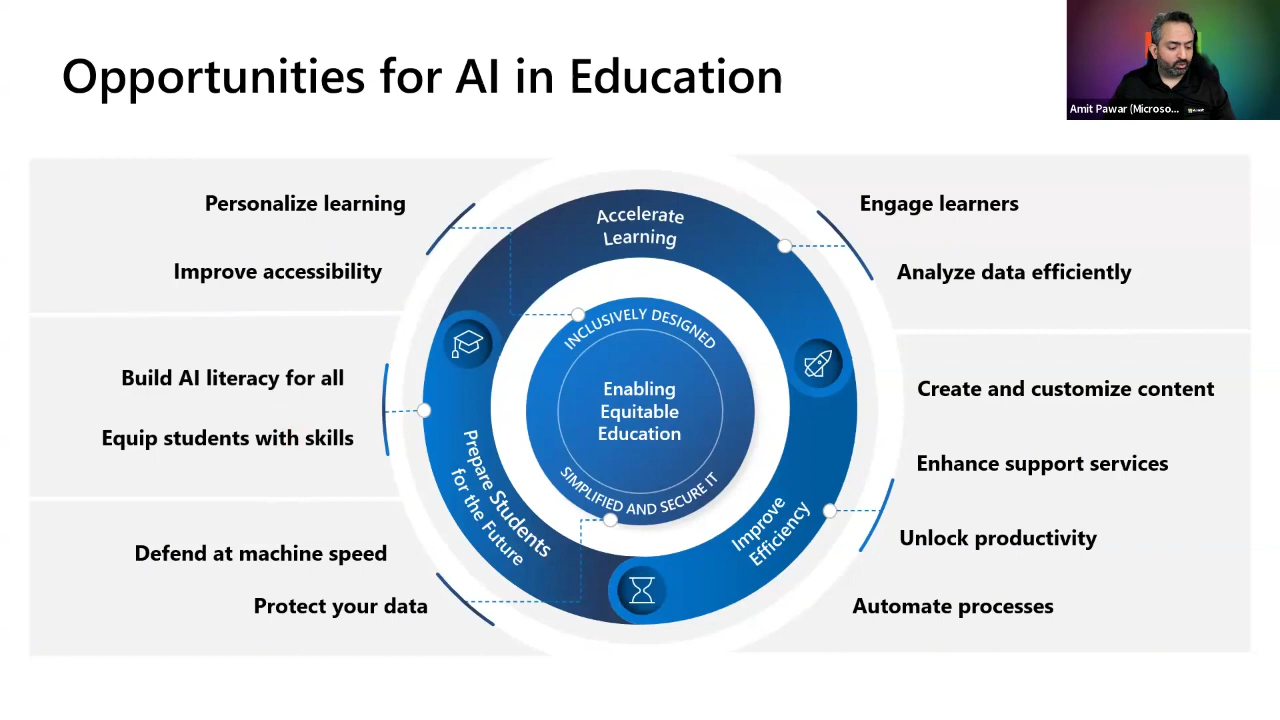 Opportunities for AI in Education
Amit Pawar (Microso...
Personalize learning
Improve accessibility
Build AI literacy for all
Equip students with skills
Defend at machine speed
Protect your data
Accelerate
Learning
Prepare Students
for the Future
Improve
Efficiency
INCLUSIVELY DESIGNED
Enabling
Equitable
Education
SIMPLIFIED AND SECURE IT
Engage learners
Analyze data efficiently
Create and customize content
Enhance support services
Unlock productivity
Automate processes